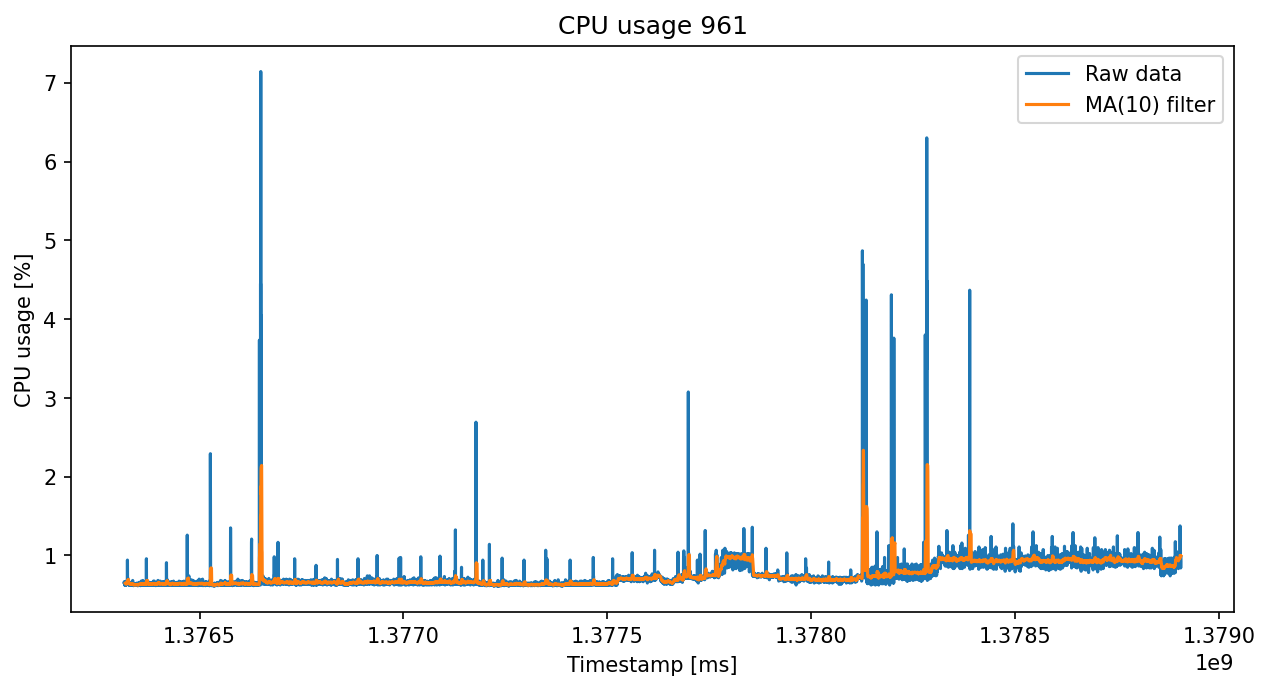 CPU usage 961
Raw data
MA(10) filter
CPU usage [%]
7
6
5
4
3
2
1
1.3765 1.3770 1.3775 1.3780 1.3785 1.3790
1e9
Timestamp [ms]